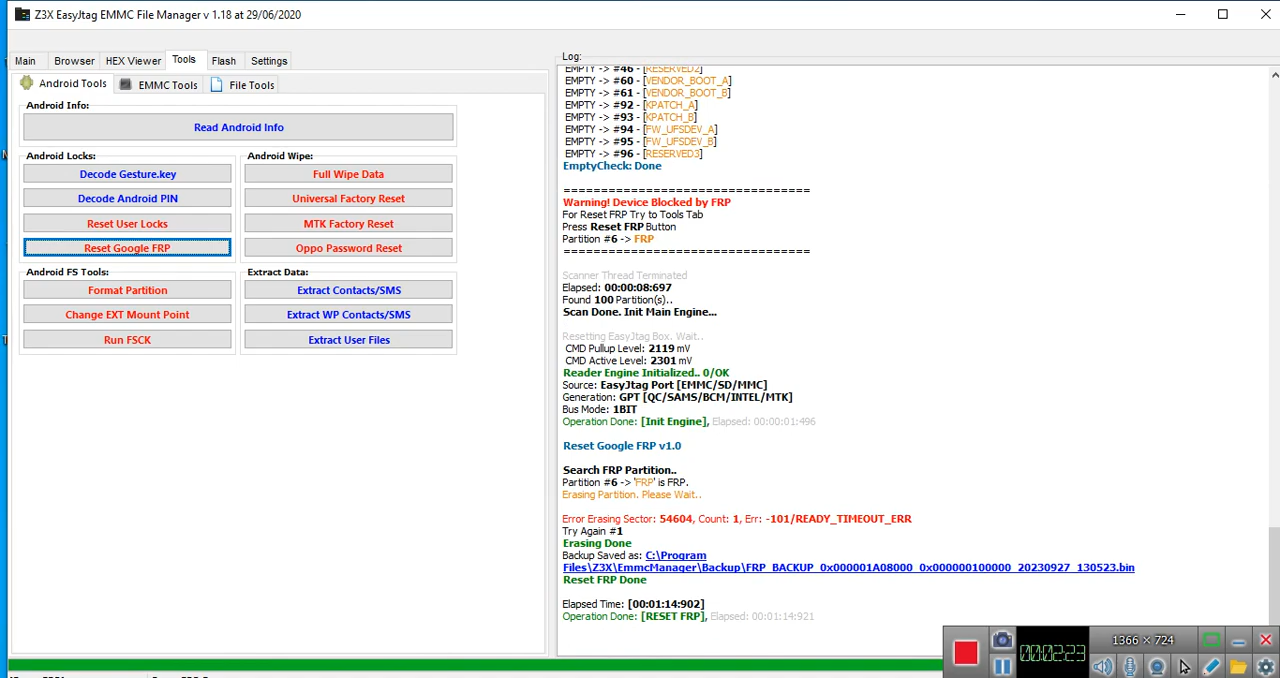 Z3X EasyJtag EMMC File Manager v 1.18 at 29/06/2020
Main Browser HEX Viewer Tools Flash Settings
Android Tools EMMC Tools File Tools
Android Info:
Read Android Info
Android Locks:
Decode Gesture.key
Decode Android PIN
Reset User Locks
Reset Google FRP
Android Wipe:
Full Wipe Data
Universal Factory Reset
MTK Factory Reset
Oppo Password Reset
Android FS Tools:
Format Partition
Change EXT Mount Point
Run FSCK
Extract Data:
Extract Contacts/SMS
Extract WP Contacts/SMS
Extract User Files
Log:
EMPTY -> #46 - [RESERVED2]
EMPTY -> #60 - [VENDOR_BOOT_A]
EMPTY -> #61 - [VENDOR_BOOT_B]
EMPTY -> #92 - [KPATCH_A]
EMPTY -> #93 - [KPATCH_B]
EMPTY -> #94 - [FW_UFSDEV_A]
EMPTY -> #95 - [FW_UFSDEV_B]
EMPTY -> #96 - [RESERVED3]
EmptyCheck: Done
=================================
Warning! Device Blocked by FRP
For Reset FRP Try to Tools Tab
Press Reset FRP Button
Partition #6 -> FRP
=================================
Scanner Thread Terminated
Elapsed: 00:00:08:697
Found 100 Partition(s)..
Scan Done. Init Main Engine...
Resetting EasyJtag Box. Wait..
CMD Pullup Level: 2119 mV
CMD Active Level: 2301 mV
Reader Engine Initialized.. 0/OK
Source: EasyJtag Port [EMMC/SD/MMC]
Generation: GPT [QC/SAMS/BCM/INTEL/MTK]
Bus Mode: 1BIT
Operation Done: [Init Engine], Elapsed: 00:00:01:496
Reset Google FRP v1.0
Search FRP Partition..
Partition #6 -> 'FRP' is FRP.
Erasing Partition. Please Wait..
Error Erasing Sector: 54604, Count: 1, Err: -101/READY_TIMEOUT_ERR
Try Again #1
Erasing Done
Backup Saved as: C:\Program
Files\Z3X\EmmcManager\Backup\FRP_BACKUP_0x000001A08000_0x000000100000_20230927_130523.bin
Reset FRP Done
Elapsed Time: [00:01:14:902]
Operation Done: [RESET FRP], Elapsed: 00:01:14:921
1366 × 724
00:02:23